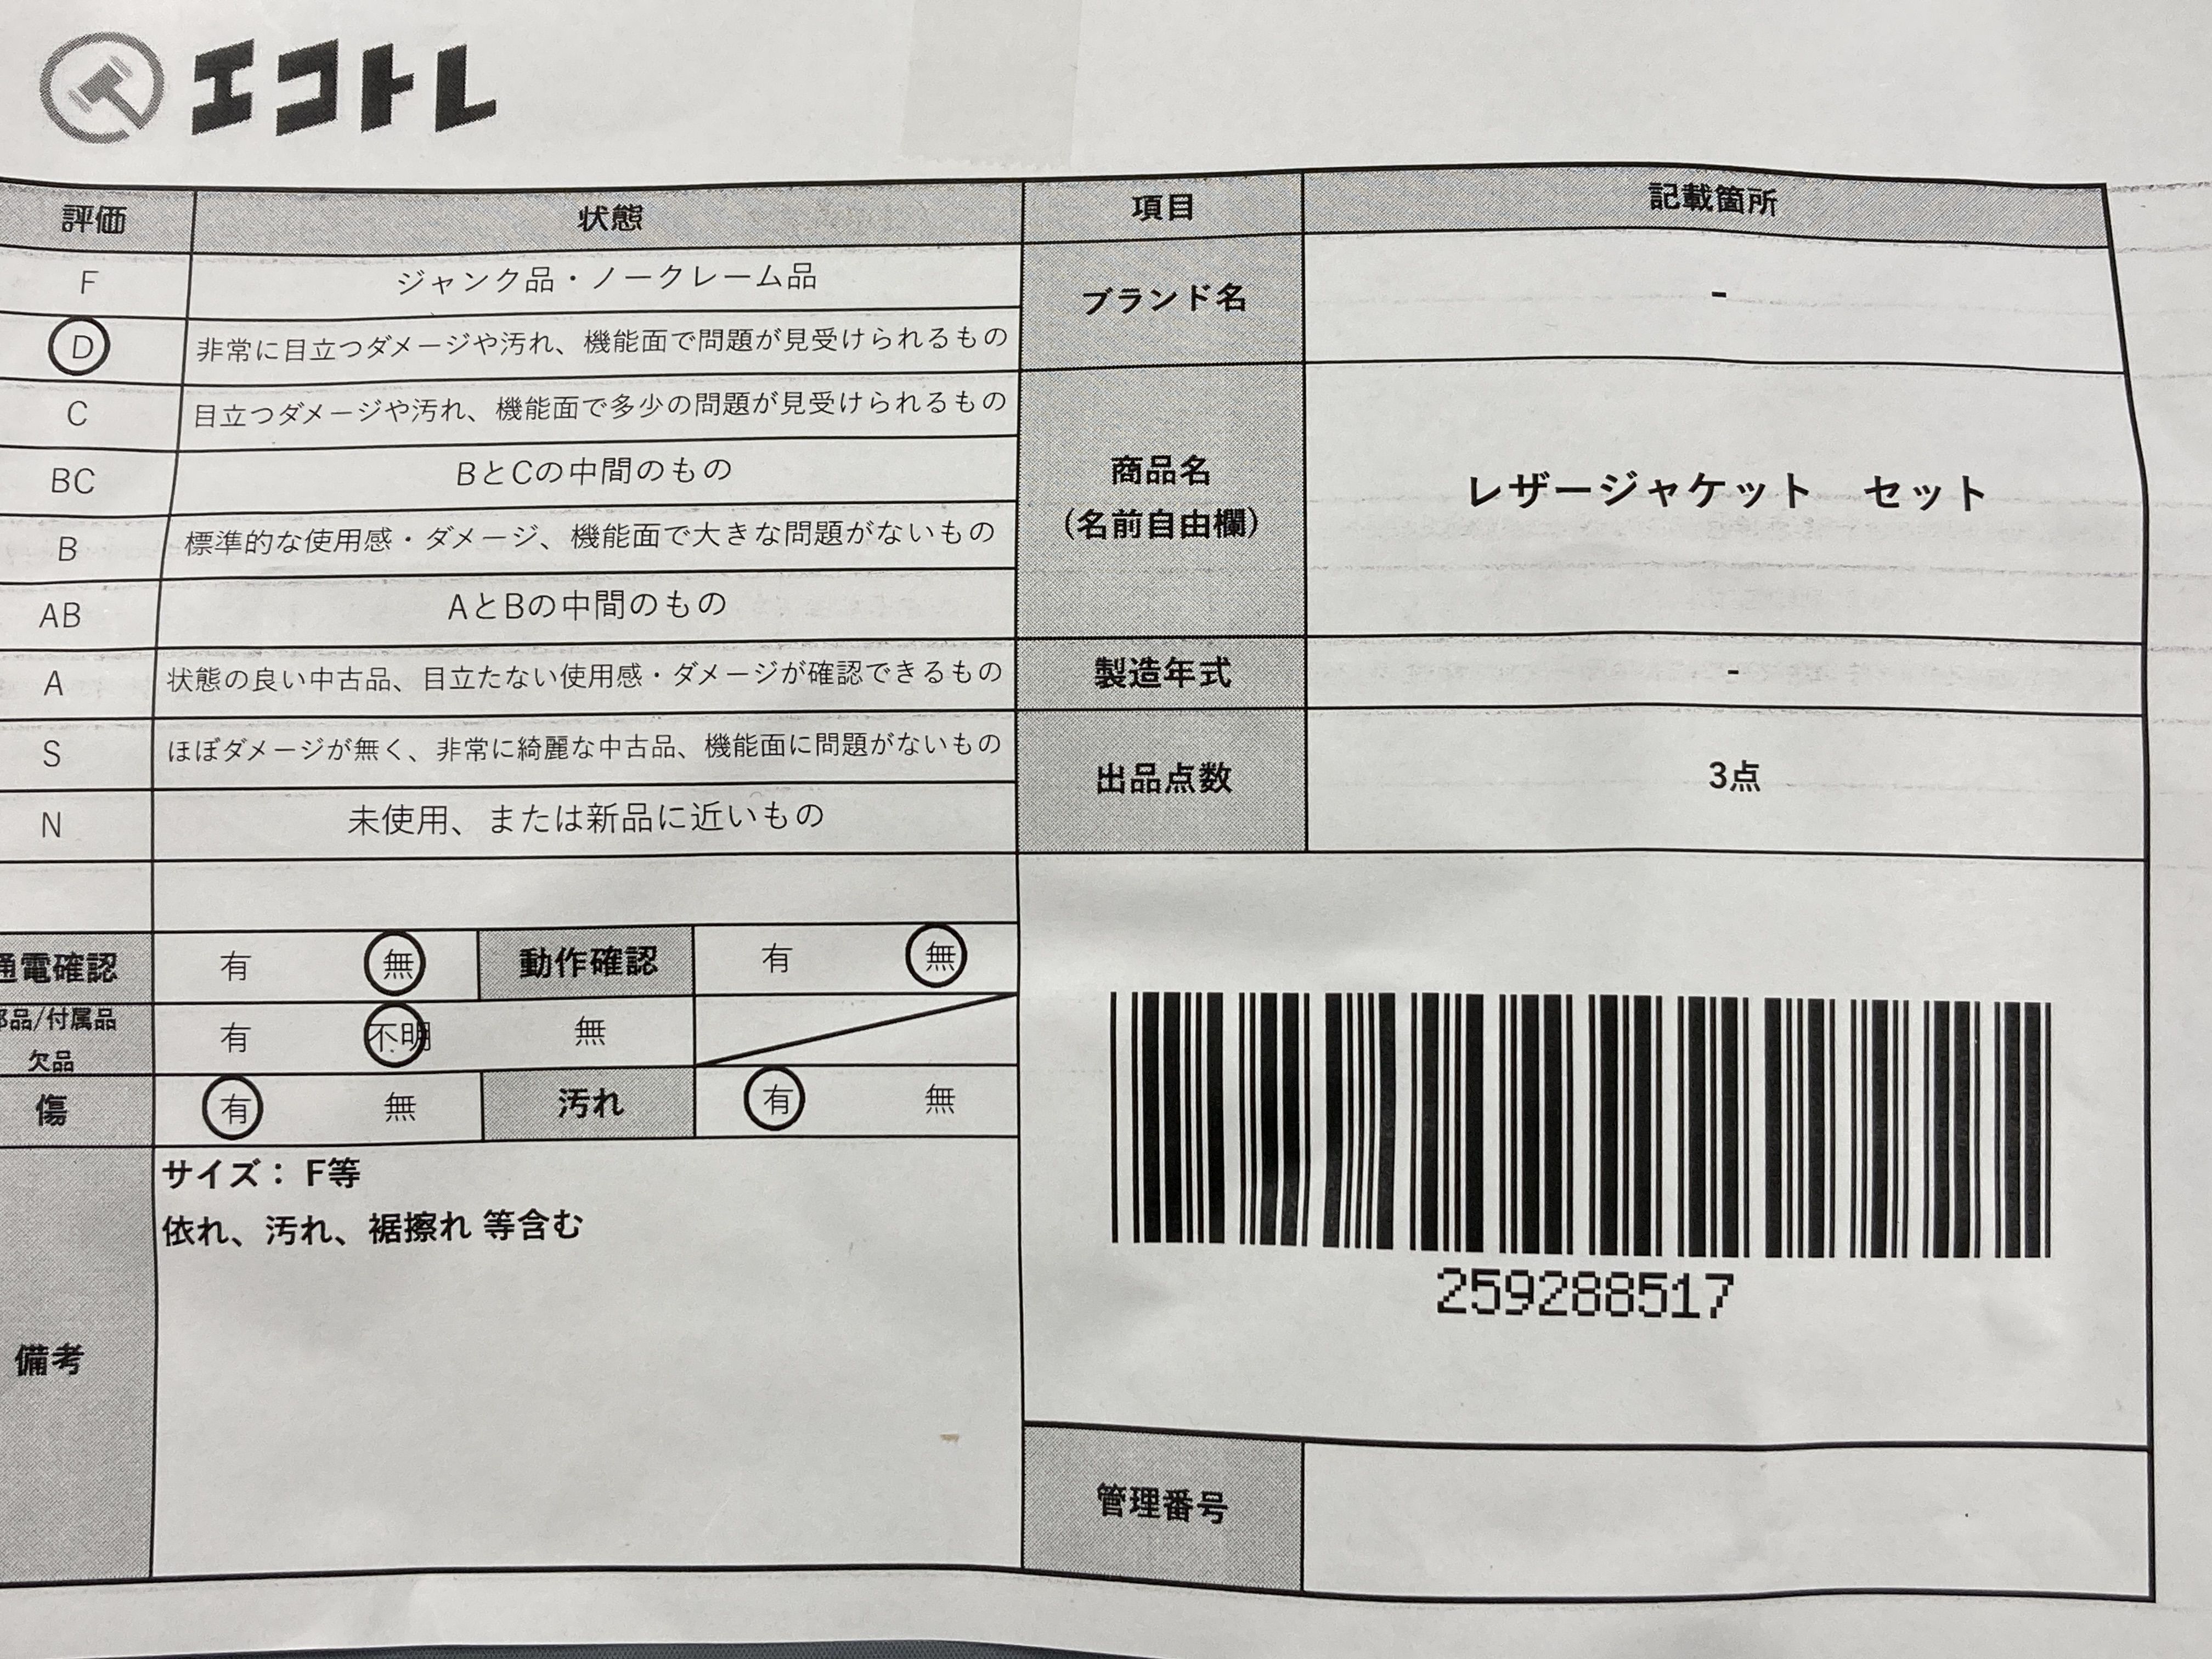 エコトレ
評価 状態
F ジャンク品・ノークレーム品
D 非常に目立つダメージや汚れ、機能面で問題が見受けられるもの
C 目立つダメージや汚れ、機能面で多少の問題が見受けられるもの
BC BとCの中間のもの
B 標準的な使用感・ダメージ、機能面で大きな問題がないもの
AB AとBの中間のもの
A 状態の良い中古品、目立たない使用感・ダメージが確認できるもの
S ほぼダメージが無く、非常に綺麗な中古品、機能面に問題がないもの
N 未使用、または新品に近いもの
通電確認 有 無 動作確認 有 無
部品/付属品
欠品 有 不明 無
傷 有 無 汚れ 有 無
備考
サイズ： F等
依れ、汚れ、裾擦れ 等含む
項目 記載箇所
ブランド名 -
商品名
（名前自由欄）
レザージャケット　セット
製造年式 -
出品点数 3点
259288517
管理番号